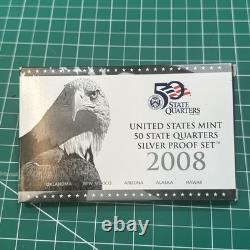 50
STATE
QUARTERS
UNITED STATES MINT
50 STATE QUARTERS
SILVER PROOF SET™
2008
OKLAHOMA NEW MEXICO ARIZONA ALASKA HAWAII